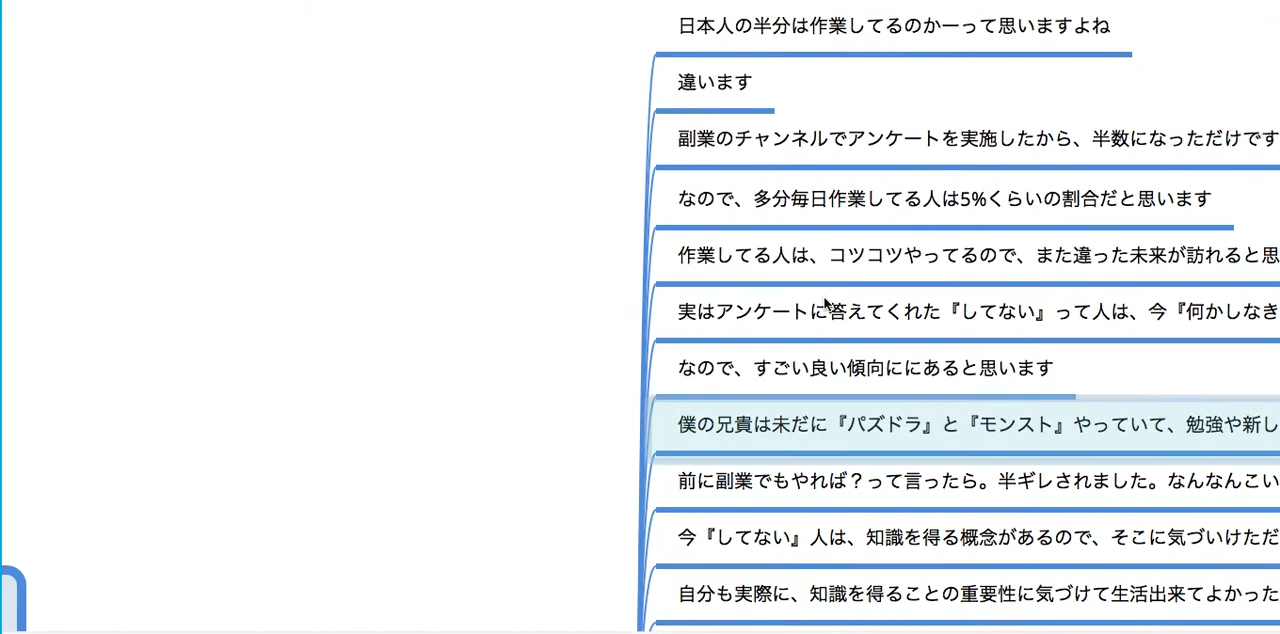 日本人の半分は作業してるのかーって思いますよね
違います
副業のチャンネルでアンケートを実施したから、半数になっただけです
なので、多分毎日作業してる人は5%くらいの割合だと思います
作業してる人は、コツコツやってるので、また違った未来が訪れると思
実はアンケートに答えてくれた『してない』って人は、今『何かしなき
なので、すごい良い傾向ににあると思います
僕の兄貴は未だに『パズドラ』と『モンスト』やっていて、勉強や新し
前に副業でもやれば？って言ったら。半ギレされました。なんなんこい
今『してない』人は、知識を得る概念があるので、そこに気づいけただ
自分も実際に、知識を得ることの重要性に気づけて生活出来てよかった